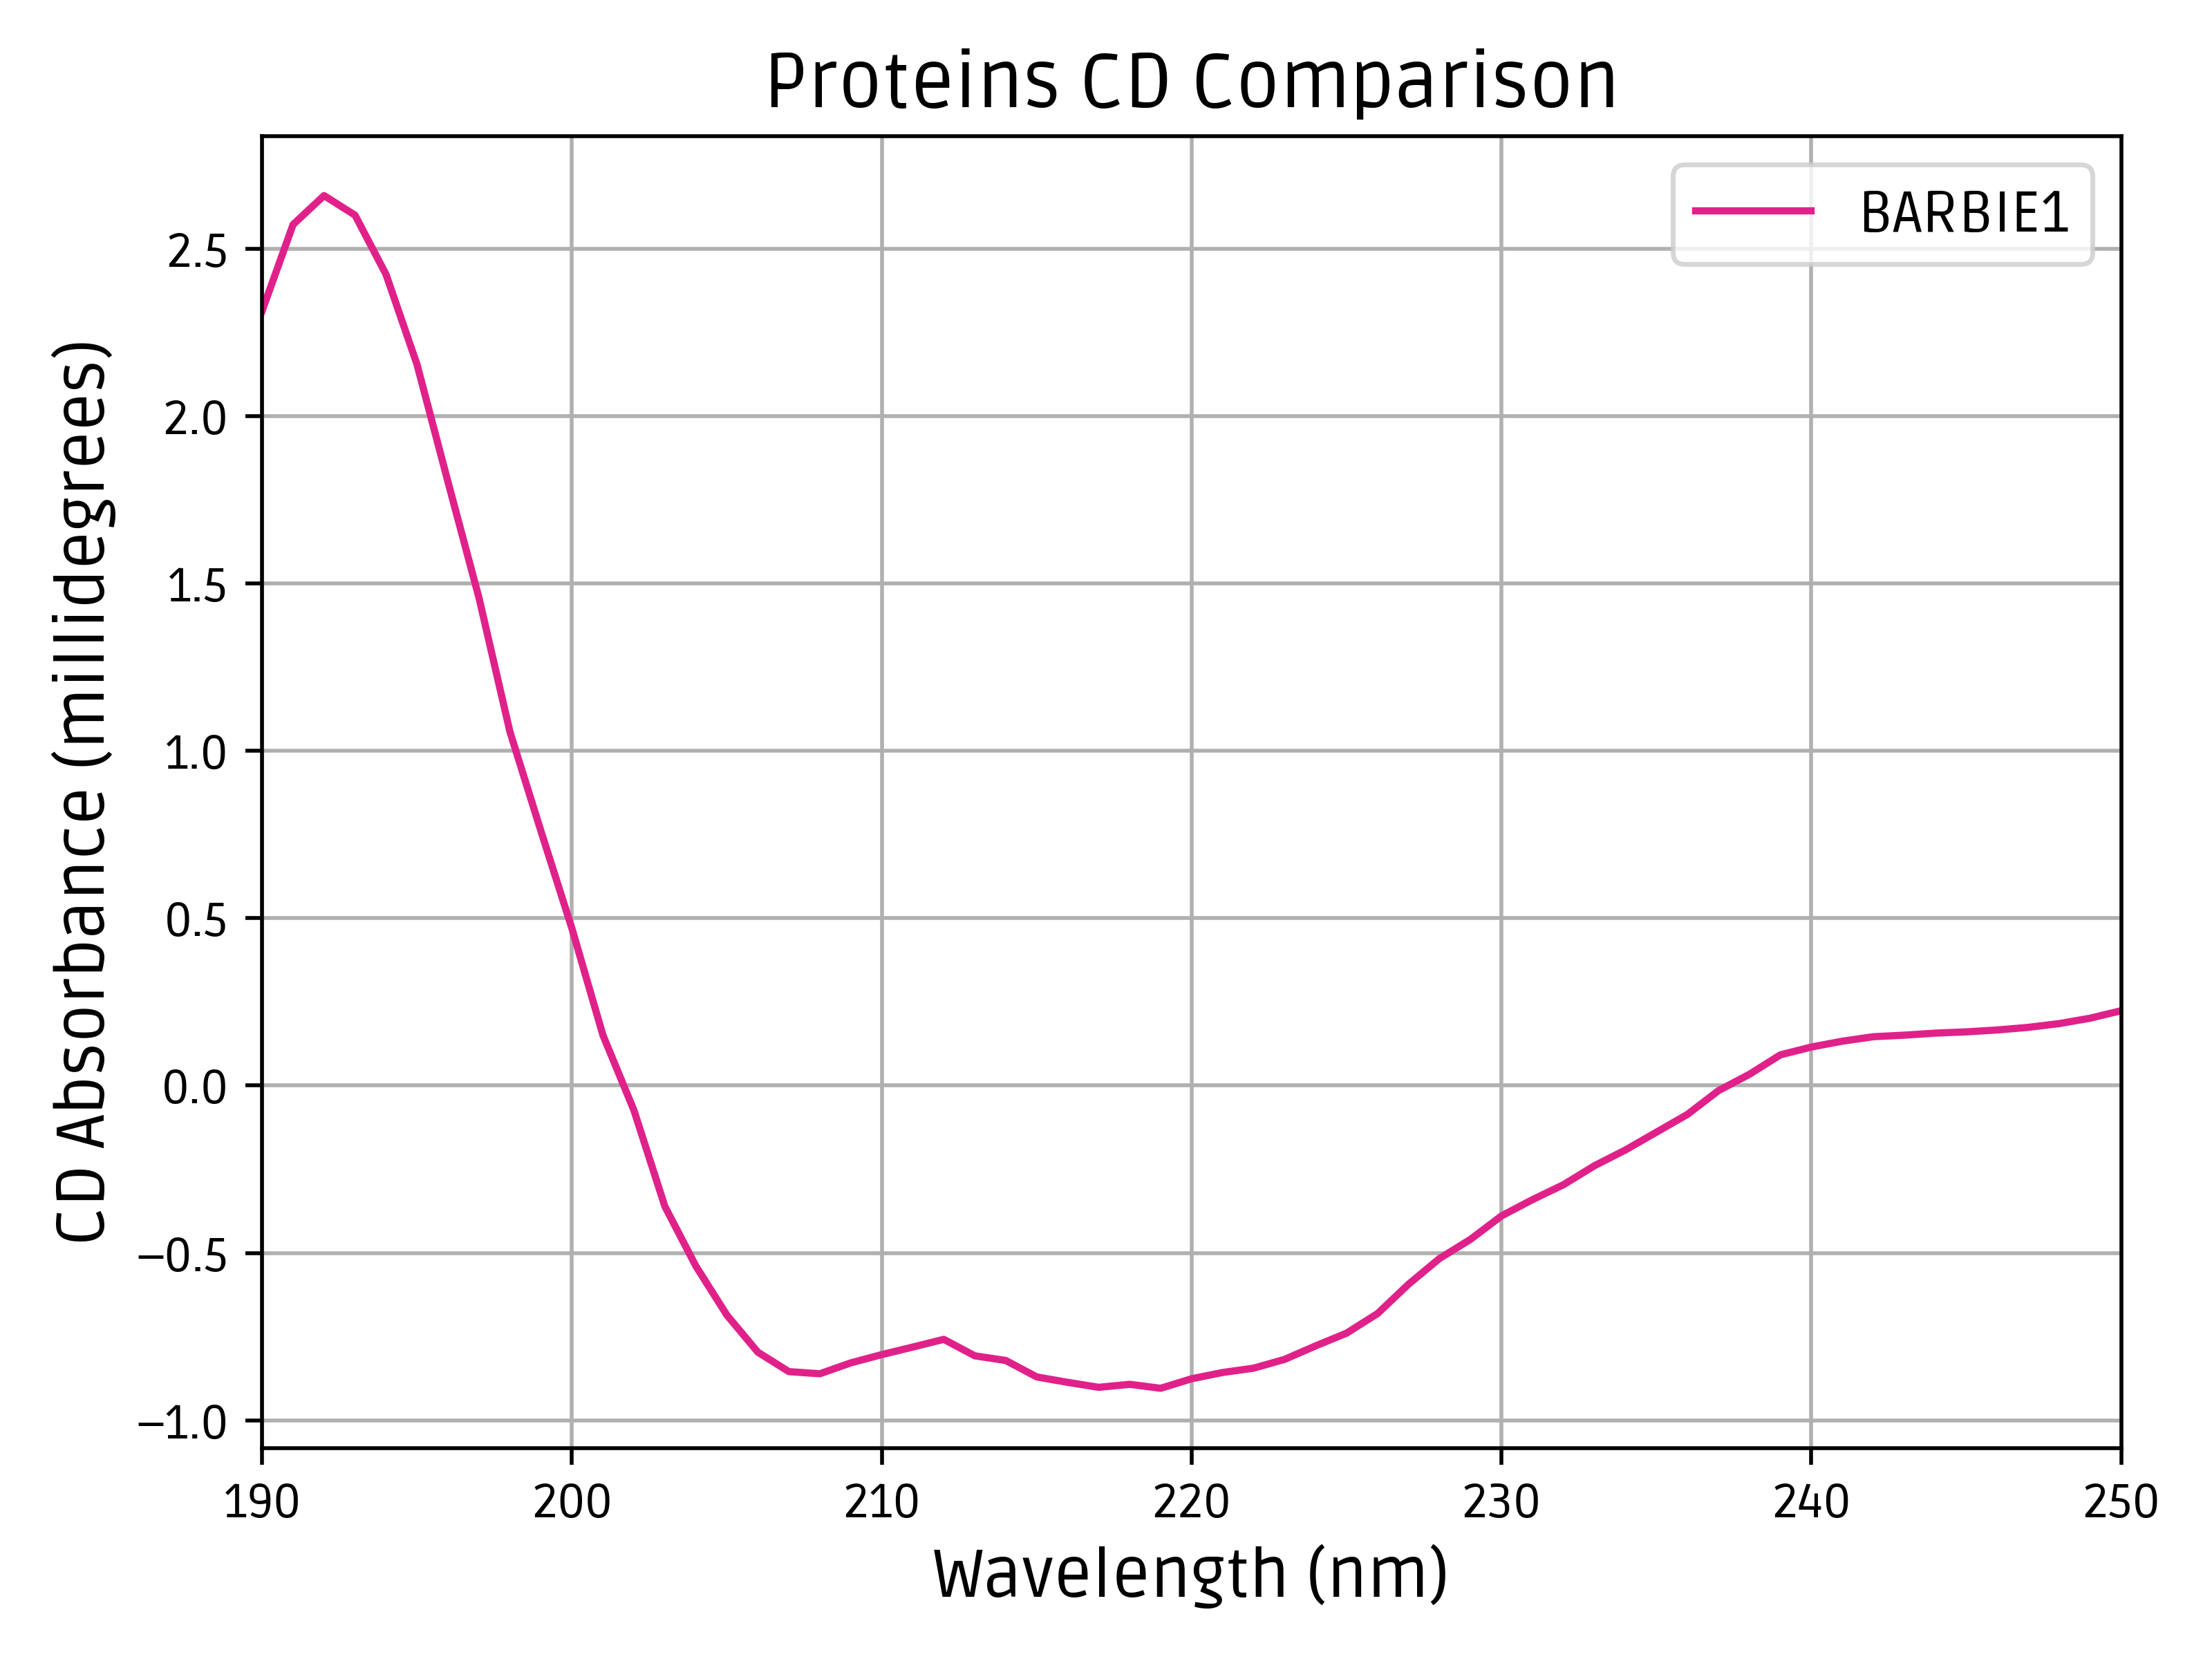 Proteins CD Comparison
BARBIE1
CD Absorbance (millidegrees)
2.5
2.0
1.5
1.0
0.5
0.0
−0.5
−1.0
190 200 210 220 230 240 250
Wavelength (nm)